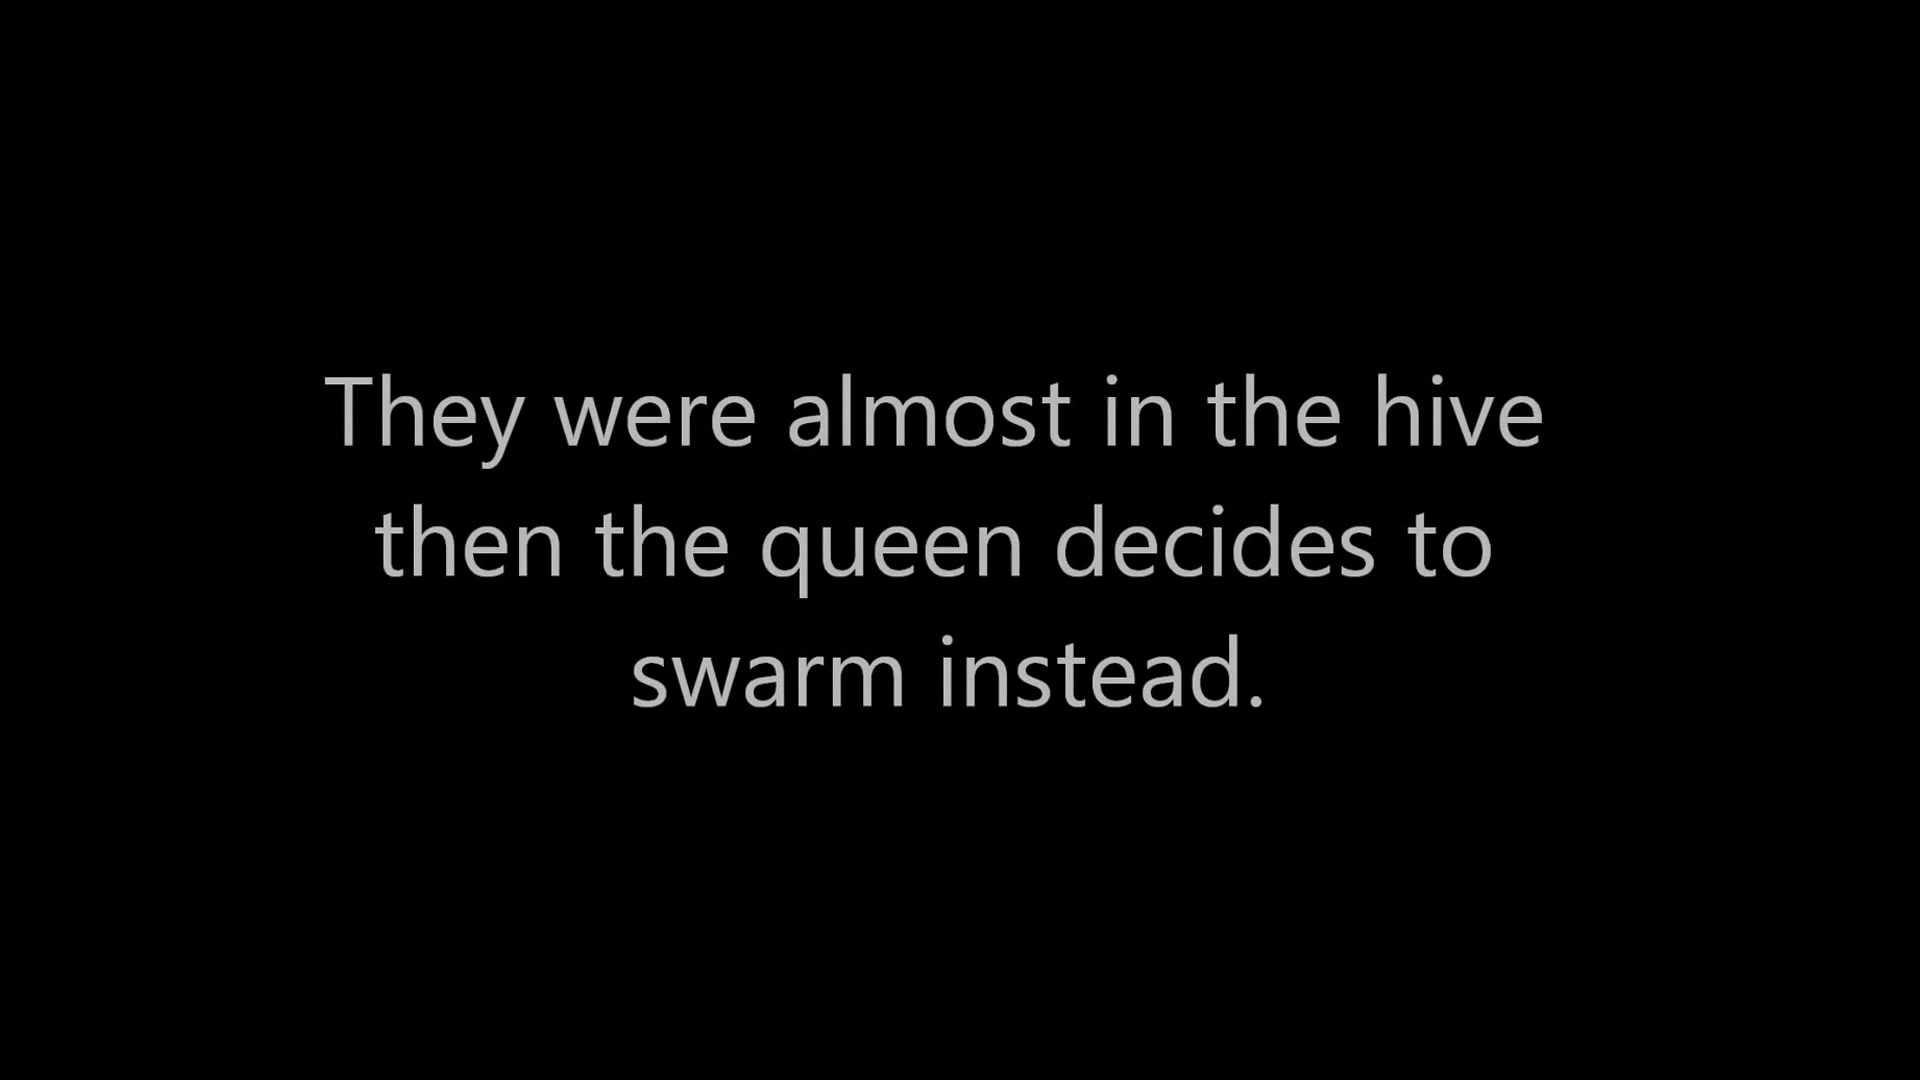 They were almost in the hive
then the queen decides to
swarm instead.